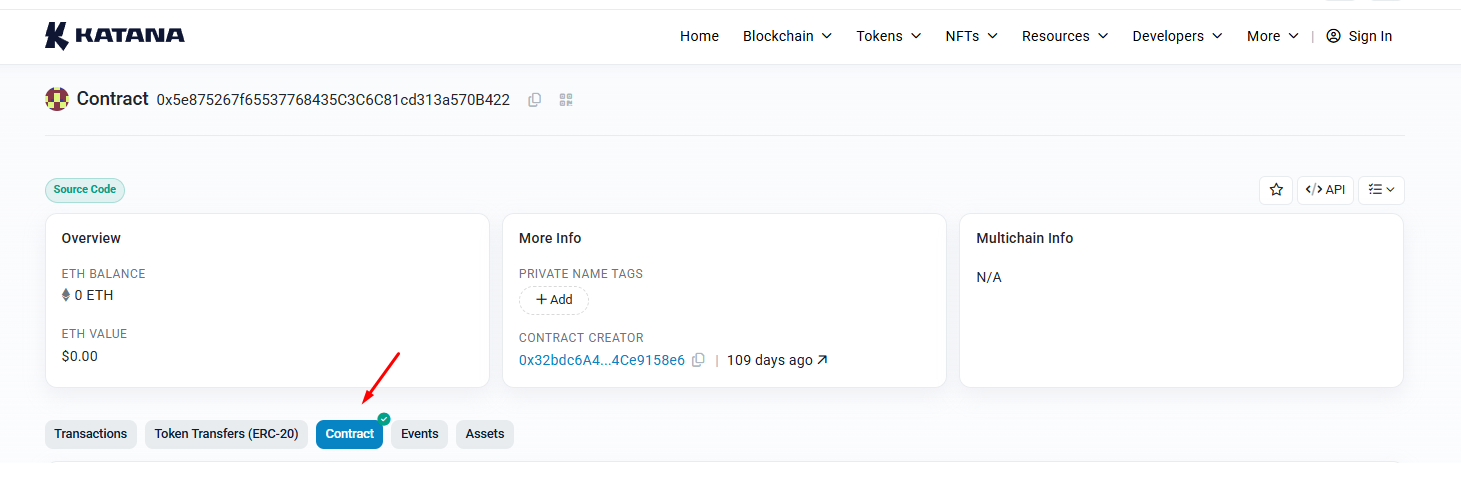 KATANA
Home Blockchain Tokens NFTs Resources Developers More | Sign In
Contract 0x5e875267f65537768435C3C6C81cd313a570B422
Source Code
</> API
Overview
ETH BALANCE
0 ETH
ETH VALUE
$0.00
More Info
PRIVATE NAME TAGS
+ Add
CONTRACT CREATOR
0x32bdc6A4...4Ce9158e6 | 109 days ago
Multichain Info
N/A
Transactions Token Transfers (ERC-20) Contract Events Assets